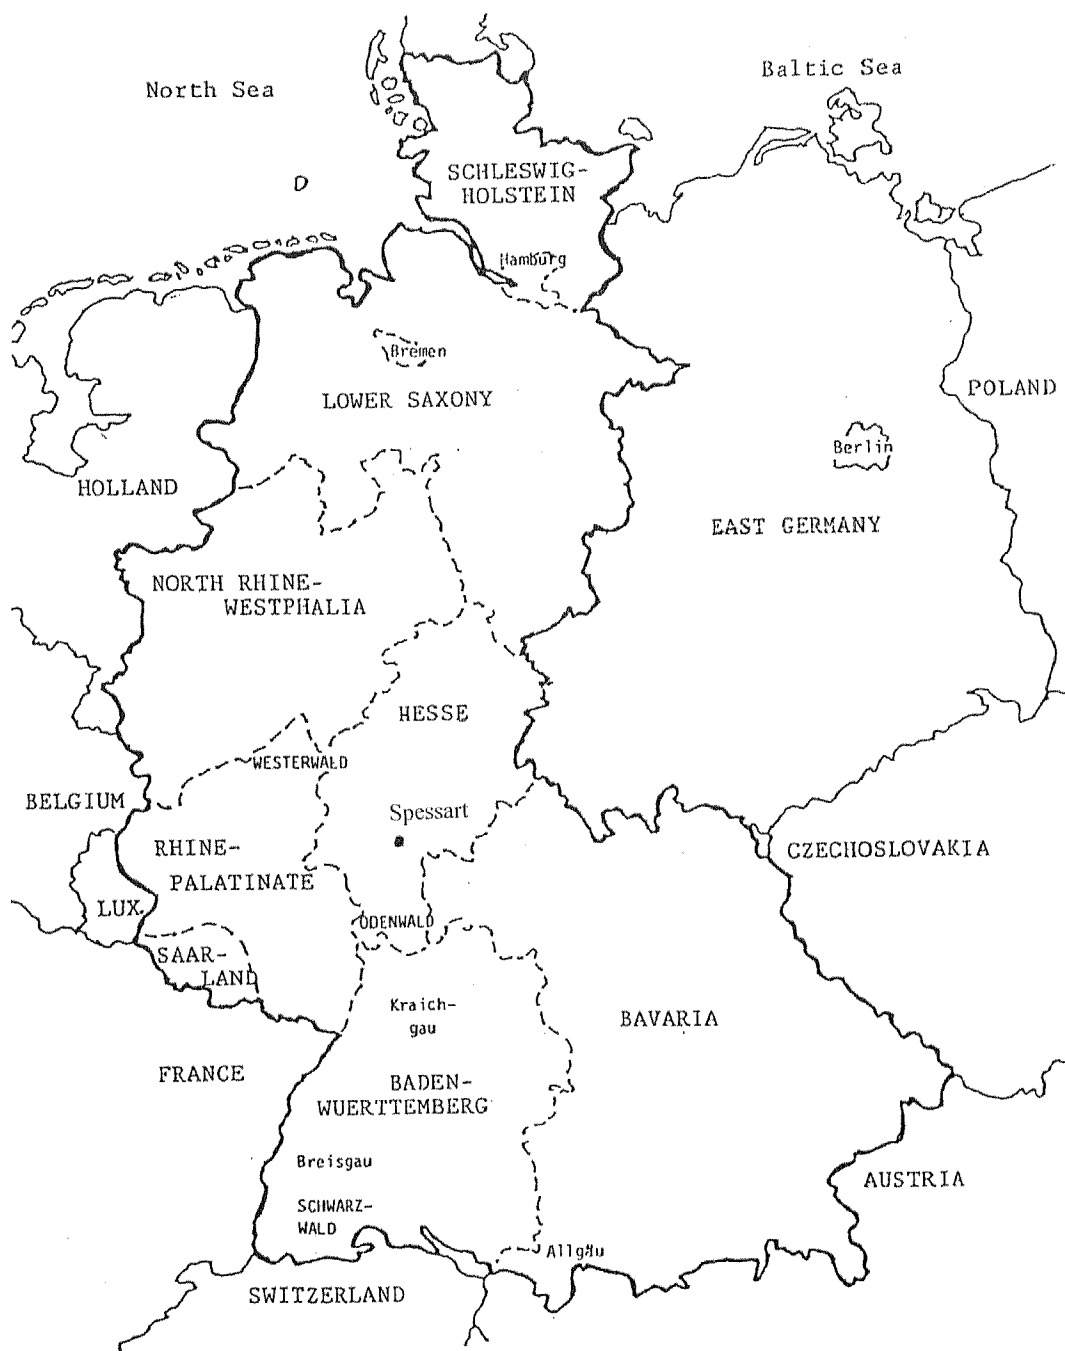 North Sea
Baltic Sea
SCHLESWIG-
HOLSTEIN
Hamburg
Bremen
LOWER SAXONY
POLAND
Berlin
HOLLAND
EAST GERMANY
NORTH RHINE-
WESTPHALIA
HESSE
WESTERWALD
BELGIUM
Spessart
RHINE-
PALATINATE
CZECHOSLOVAKIA
LUX.
ODENWALD
SAAR-
LAND
Kraich-
gau
BAVARIA
FRANCE
BADEN-
WUERTTEMBERG
Breisgau
AUSTRIA
SCHWARZ-
WALD
Allgäu
SWITZERLAND